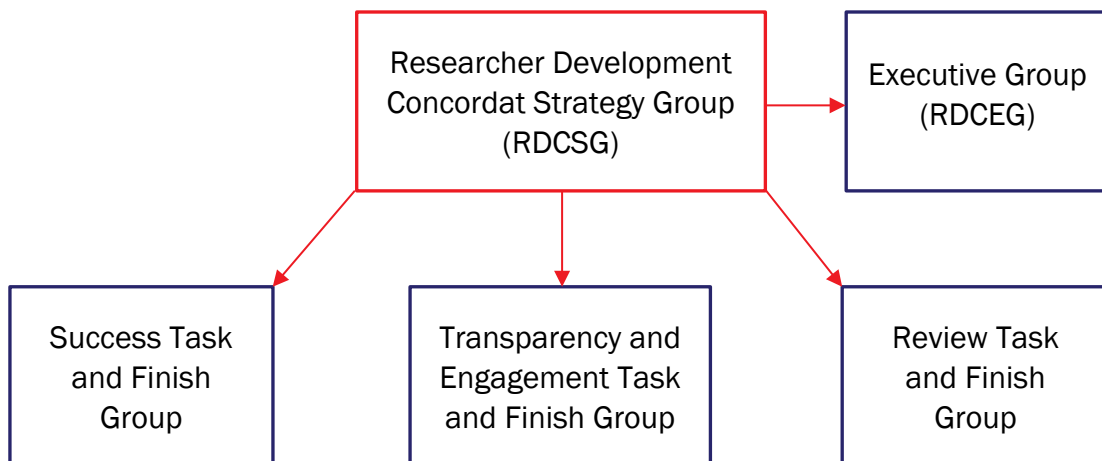 Researcher Development
Concordat Strategy Group
(RDCSG)
Executive Group
(RDCEG)
Success Task
and Finish
Group
Transparency and
Engagement Task
and Finish Group
Review Task
and Finish
Group